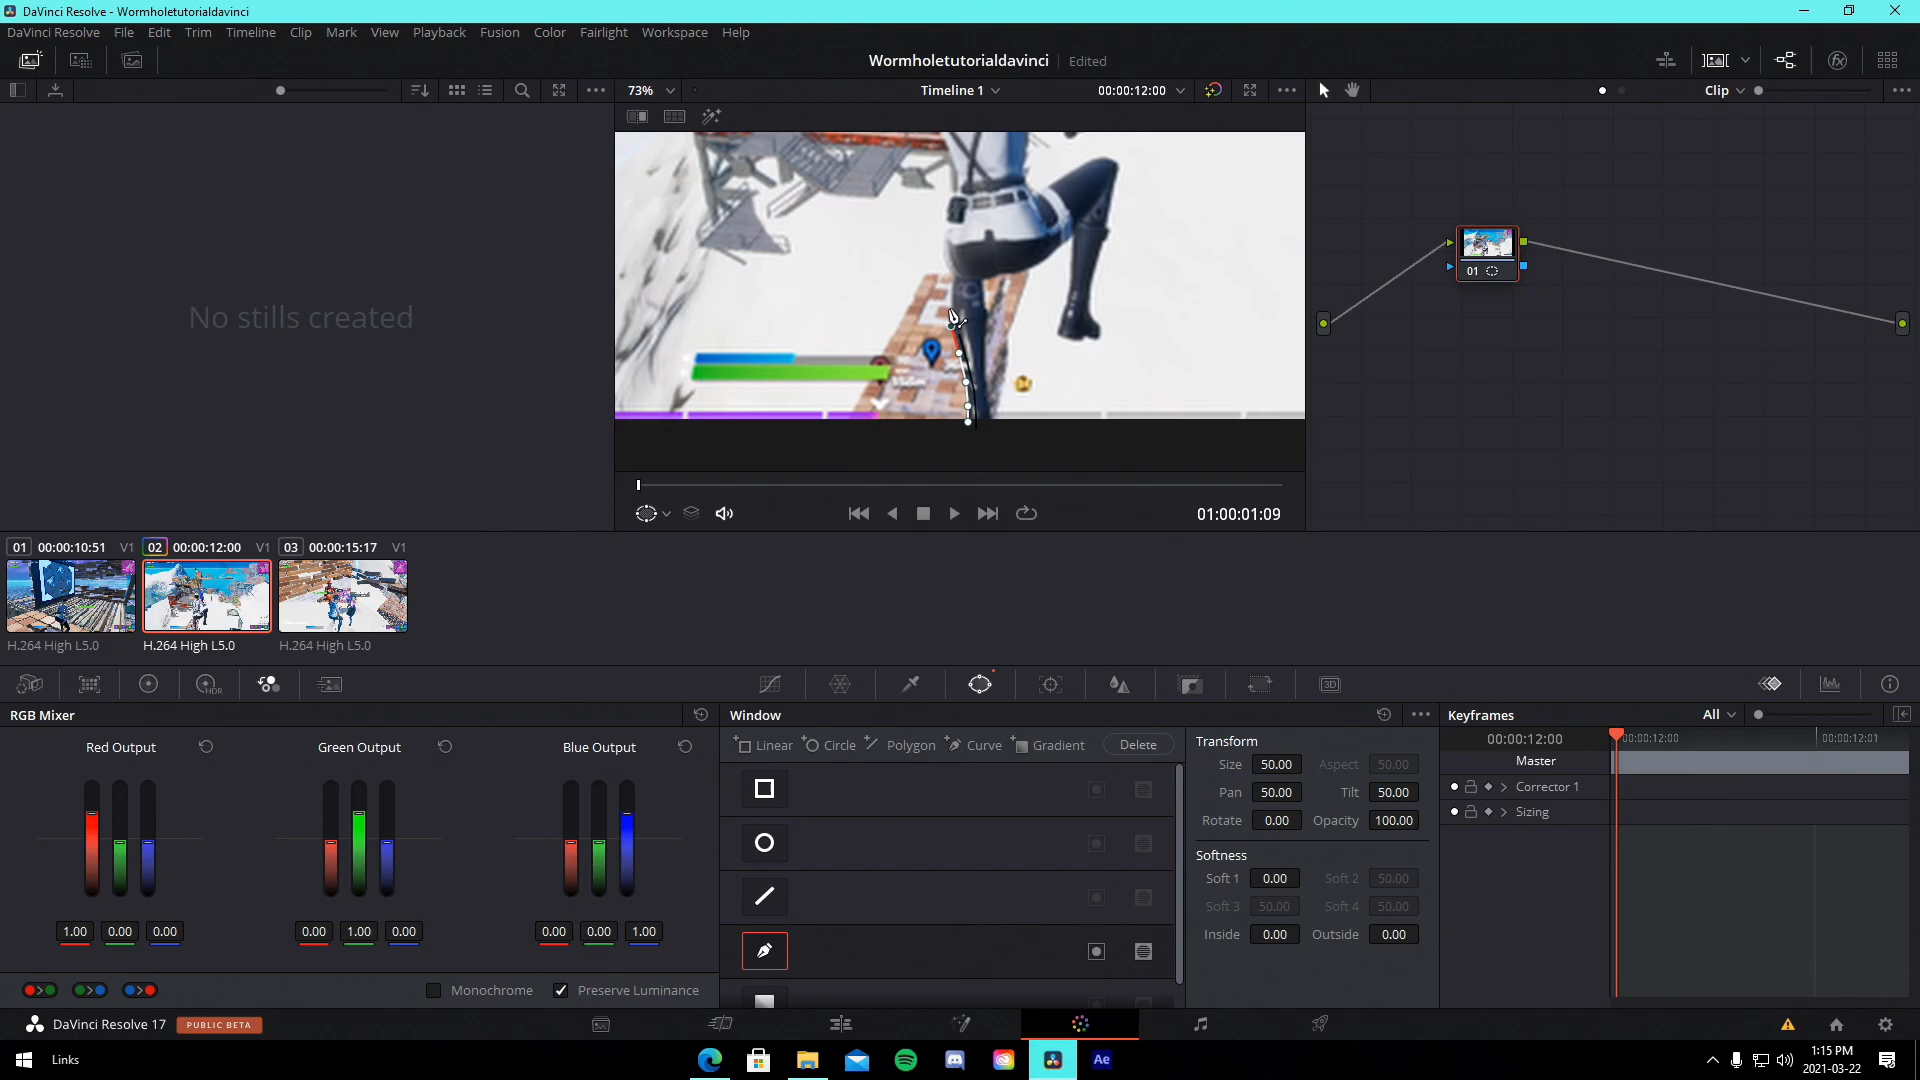 DaVinci Resolve - Wormholetutorialdavinci
DaVinci Resolve File Edit Trim Timeline Clip Mark View Playback Fusion Color Fairlight Workspace Help
Wormholetutorialdavinci Edited
73% Timeline 1 00:00:12:00 Clip
No stills created
01
01:00:01:09
01 00:00:10:51 V1 02 00:00:12:00 V1 03 00:00:15:17 V1
H.264 High L5.0 H.264 High L5.0 H.264 High L5.0
HDR 3D
RGB Mixer
Red Output Green Output Blue Output
1.00 0.00 0.00 0.00 1.00 0.00 0.00 0.00 1.00
Monochrome Preserve Luminance
Window
Linear Circle Polygon Curve Gradient Delete
Transform
Size 50.00 Aspect 50.00
Pan 50.00 Tilt 50.00
Rotate 0.00 Opacity 100.00
Softness
Soft 1 0.00 Soft 2 50.00
Soft 3 50.00 Soft 4 50.00
Inside 0.00 Outside 0.00
Keyframes All
00:00:12:00 00:00:12:00 00:00:12:01
Master
Corrector 1
Sizing
DaVinci Resolve 17 PUBLIC BETA
Links
Ae
1:15 PM
2021-03-22